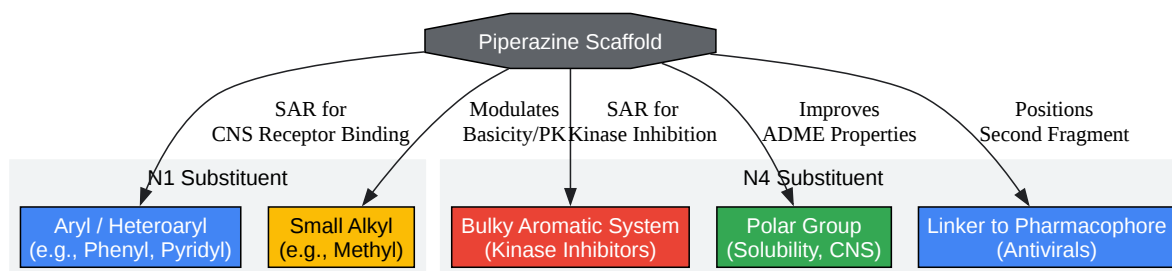 Piperazine Scaffold
SAR for
CNS Receptor Binding
Modulates
Basicity/PK
SAR for
Kinase Inhibition
Improves
ADME Properties
Positions
Second Fragment
N1 Substituent
Aryl / Heteroaryl
(e.g., Phenyl, Pyridyl)
Small Alkyl
(e.g., Methyl)
N4 Substituent
Bulky Aromatic System
(Kinase Inhibitors)
Polar Group
(Solubility, CNS)
Linker to Pharmacophore
(Antivirals)